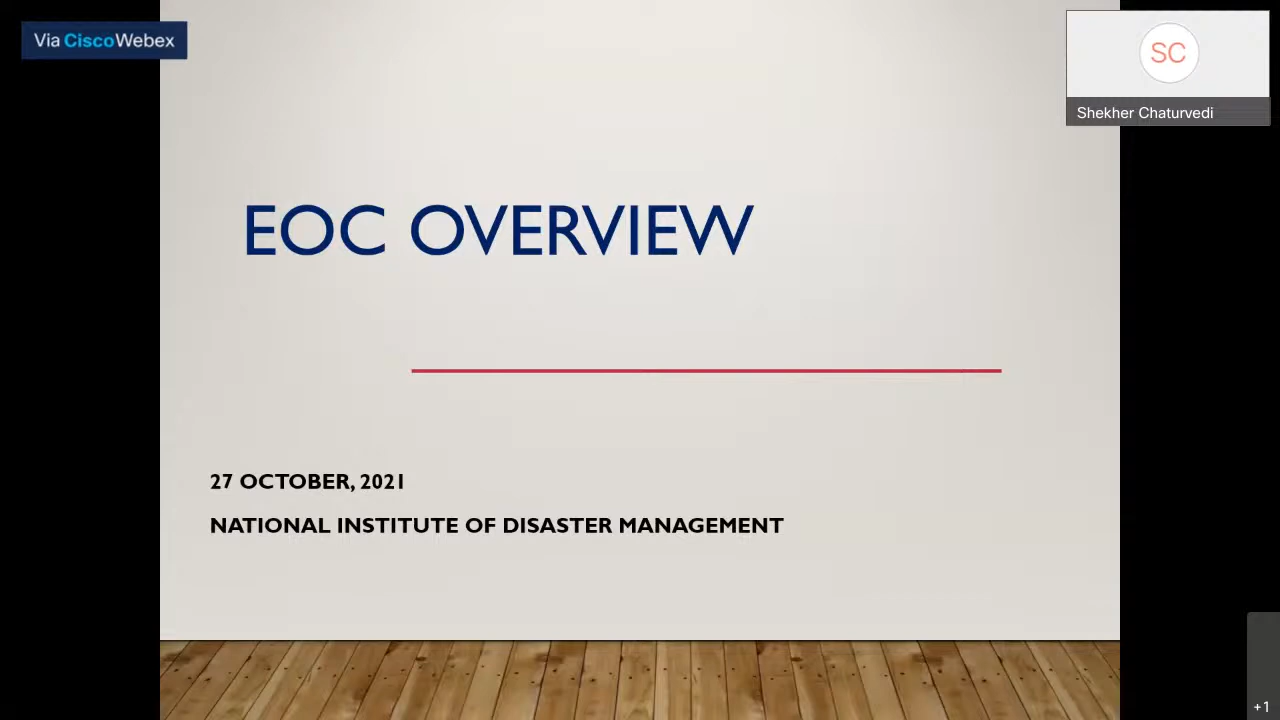 Via CiscoWebex
SC
Shekher Chaturvedi
EOC OVERVIEW
27 OCTOBER, 2021
NATIONAL INSTITUTE OF DISASTER MANAGEMENT
+1